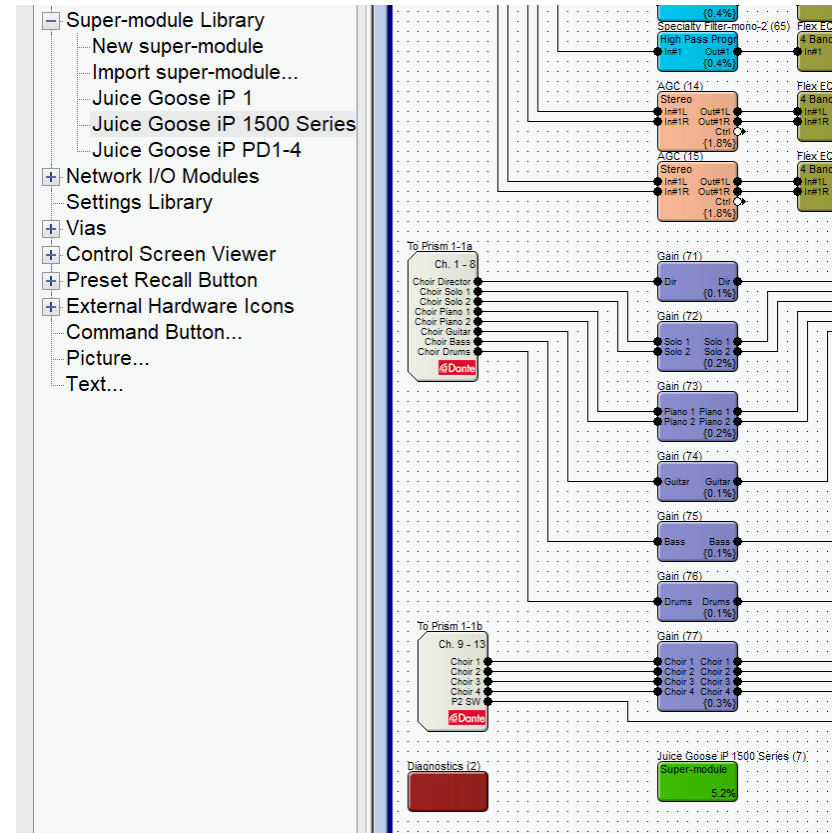 Super-module Library
New super-module
Import super-module...
Juice Goose iP 1
Juice Goose iP 1500 Series
Juice Goose iP PD1-4
Network I/O Modules
Settings Library
Vias
Control Screen Viewer
Preset Recall Button
External Hardware Icons
Command Button...
Picture...
Text...
{0.4%}
Specialty Filter-mono-2 (65)
High Pass Progr
In#1 Out#1
{0.4%}
Flex EQ
4 Band
In#1
AGC (14)
Stereo
In#1L Out#1L
In#1R Out#1R
Ctrl
{1.8%}
Flex EQ
4 Band
In#1L
In#1R
AGC (15)
Stereo
In#1L Out#1L
In#1R Out#1R
Ctrl
{1.8%}
Flex EQ
4 Band
In#1L
In#1R
To Prism 1-1a
Ch. 1 - 8
Choir Director
Choir Solo 1
Choir Solo 2
Choir Piano 1
Choir Piano 2
Choir Guitar
Choir Bass
Choir Drums
Dante
Gain (71)
Dir Dir
{0.1%}
Gain (72)
Solo 1 Solo 1
Solo 2 Solo 2
{0.2%}
Gain (73)
Piano 1 Piano 1
Piano 2 Piano 2
{0.2%}
Gain (74)
Guitar Guitar
{0.1%}
Gain (75)
Bass Bass
{0.1%}
Gain (76)
Drums Drums
{0.1%}
To Prism 1-1b
Ch. 9 - 13
Choir 1
Choir 2
Choir 3
Choir 4
P2 SW
Dante
Gain (77)
Choir 1 Choir 1
Choir 2 Choir 2
Choir 3 Choir 3
Choir 4 Choir 4
{0.3%}
Diagnostics (2)
Juice Goose iP 1500 Series (7)
Super-module
5.2%